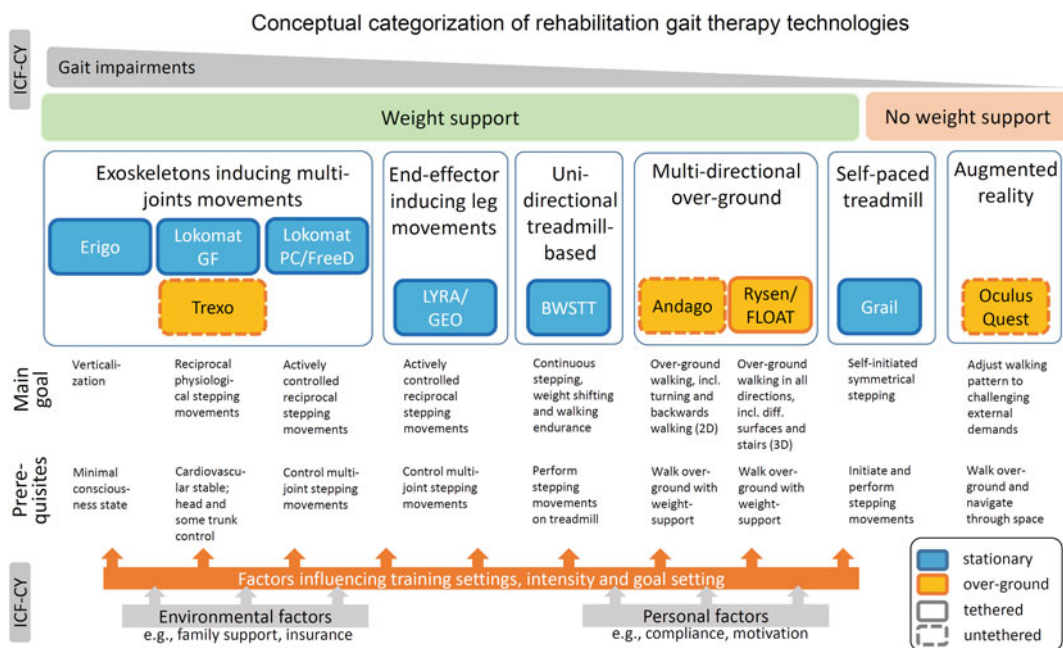 Conceptual categorization of rehabilitation gait therapy technologies
ICF-CY
Gait impairments
Weight support
No weight support
Exoskeletons inducing multi-
joints movements
Erigo
Lokomat
GF
Lokomat
PC/FreeD
Trexo
End-effector
inducing leg
movements
LYRA/
GEO
Uni-
directional
treadmill-
based
BWSTT
Multi-directional
over-ground
Andago
Rysen/
FLOAT
Self-paced
treadmill
Grail
Augmented
reality
Oculus
Quest
Main
goal
Verticali-
zation
Reciprocal
physiologi-
cal stepping
movements
Actively
controlled
reciprocal
stepping
movements
Actively
controlled
reciprocal
stepping
movements
Continuous
stepping,
weight shifting
and walking
endurance
Over-ground
walking, incl.
turning and
backwards
walking (2D)
Over-ground
walking in all
directions,
incl. diff.
surfaces and
stairs (3D)
Self-initiated
symmetrical
stepping
Adjust walking
pattern to
challenging
external
demands
Prere-
quisites
Minimal
conscious-
ness state
Cardiovascu-
lar stable;
head and
some trunk
control
Control multi-
joint stepping
movements
Control multi-
joint stepping
movements
Perform
stepping
movements
on treadmill
Walk over-
ground with
weight-
support
Walk over-
ground with
weight-
support
Initiate and
perform
stepping
movements
Walk over-
ground and
navigate
through space
ICF-CY
Factors influencing training settings, intensity and goal setting
Environmental factors
e.g., family support, insurance
Personal factors
e.g., compliance, motivation
stationary
over-ground
tethered
untethered